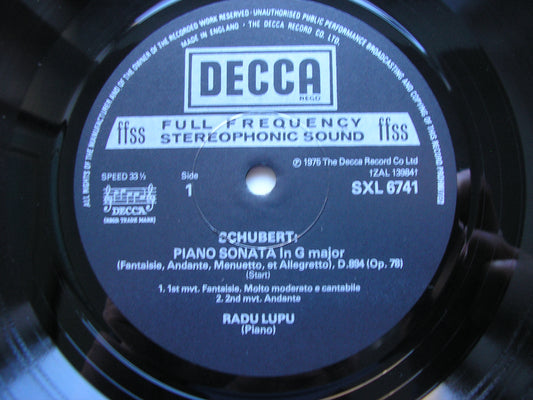 ALL RIGHTS OF THE MANUFACTURER AND OF THE OWNER OF THE RECORDED WORK RESERVED · UNAUTHORISED PUBLIC PERFORMANCE BROADCASTING AND COPYING OF THIS RECORD PROHIBITED
MADE IN ENGLAND · THE DECCA RECORD CO. LTD.
DECCA
REGD
ffss FULL FREQUENCY ffss
STEREOPHONIC SOUND
℗ 1975 The Decca Record Co Ltd
†ZAL 13984†
SPEED 33 ⅓ Side SXL 6741
1
DECCA
(REGD TRADE MARK)
SCHUBERT:
PIANO SONATA in G major
(Fantaisie, Andante, Menuetto, et Allegretto), D.894 (Op. 78)
(Start)
1. 1st mvt. Fantaisie. Molto moderato e cantabile
2. 2nd mvt. Andante
RADU LUPU
(Piano)